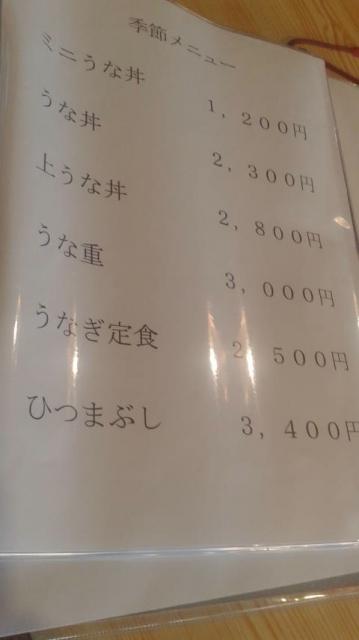 季節メニュー
ミニうな丼 1,200円
うな丼 2,300円
上うな丼 2,800円
うな重 3,000円
うなぎ定食 2,500円
ひつまぶし 3,400円